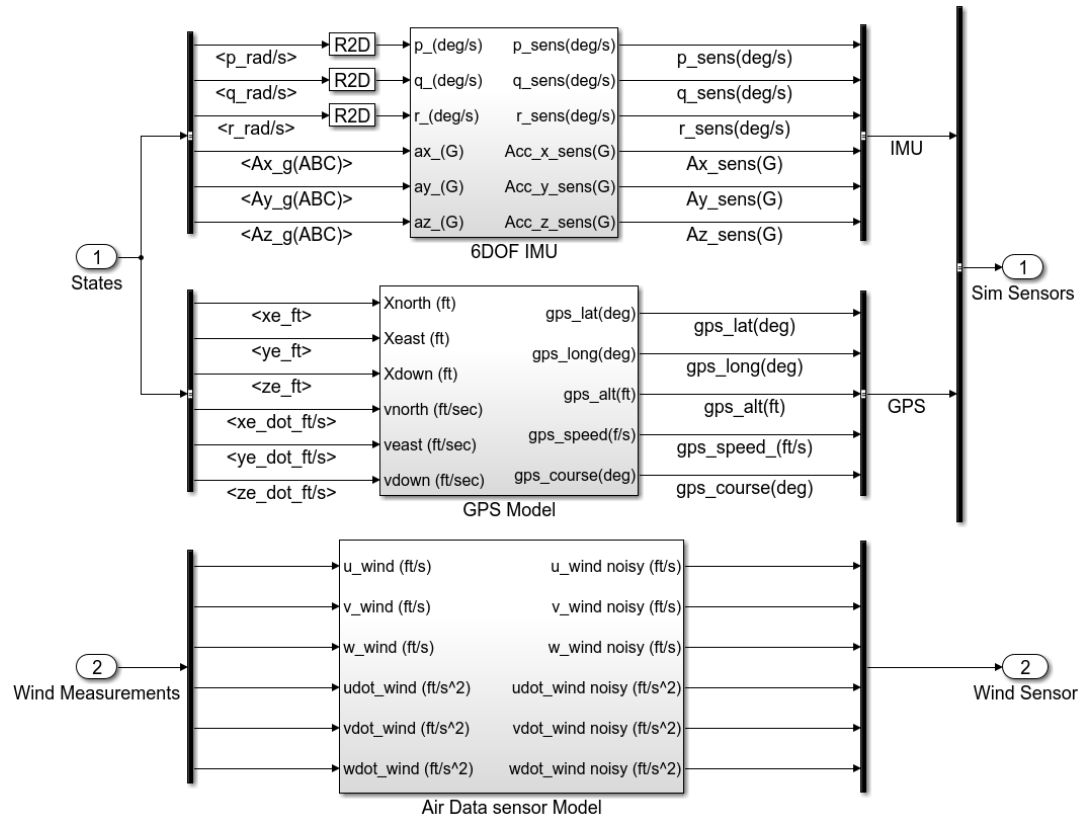 1
States
<p_rad/s>
<q_rad/s>
<r_rad/s>
<Ax_g(ABC)>
<Ay_g(ABC)>
<Az_g(ABC)>
R2D
R2D
R2D
p_(deg/s)
q_(deg/s)
r_(deg/s)
ax_(G)
ay_(G)
az_(G)
p_sens(deg/s)
q_sens(deg/s)
r_sens(deg/s)
Acc_x_sens(G)
Acc_y_sens(G)
Acc_z_sens(G)
6DOF IMU
p_sens(deg/s)
q_sens(deg/s)
r_sens(deg/s)
Ax_sens(G)
Ay_sens(G)
Az_sens(G)
IMU
<xe_ft>
<ye_ft>
<ze_ft>
<xe_dot_ft/s>
<ye_dot_ft/s>
<ze_dot_ft/s>
Xnorth (ft)
Xeast (ft)
Xdown (ft)
vnorth (ft/sec)
veast (ft/sec)
vdown (ft/sec)
gps_lat(deg)
gps_long(deg)
gps_alt(ft)
gps_speed(f/s)
gps_course(deg)
GPS Model
gps_lat(deg)
gps_long(deg)
gps_alt(ft)
gps_speed_(ft/s)
gps_course(deg)
GPS
1
Sim Sensors
2
Wind Measurements
u_wind (ft/s)
v_wind (ft/s)
w_wind (ft/s)
udot_wind (ft/s^2)
vdot_wind (ft/s^2)
wdot_wind (ft/s^2)
u_wind noisy (ft/s)
v_wind noisy (ft/s)
w_wind noisy (ft/s)
udot_wind noisy (ft/s^2)
vdot_wind noisy (ft/s^2)
wdot_wind noisy (ft/s^2)
Air Data sensor Model
2
Wind Sensor